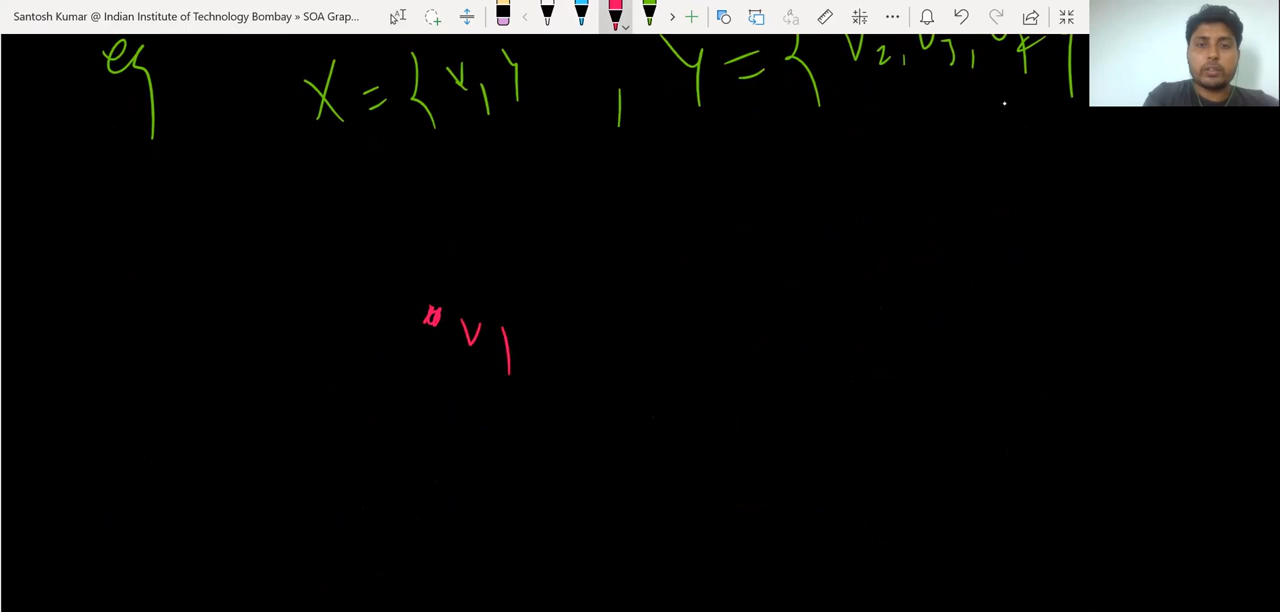 Santosh Kumar @ Indian Institute of Technology Bombay » SOA Grap...
eg X = { v1 } , Y = { v2, v3, v4 }
v1